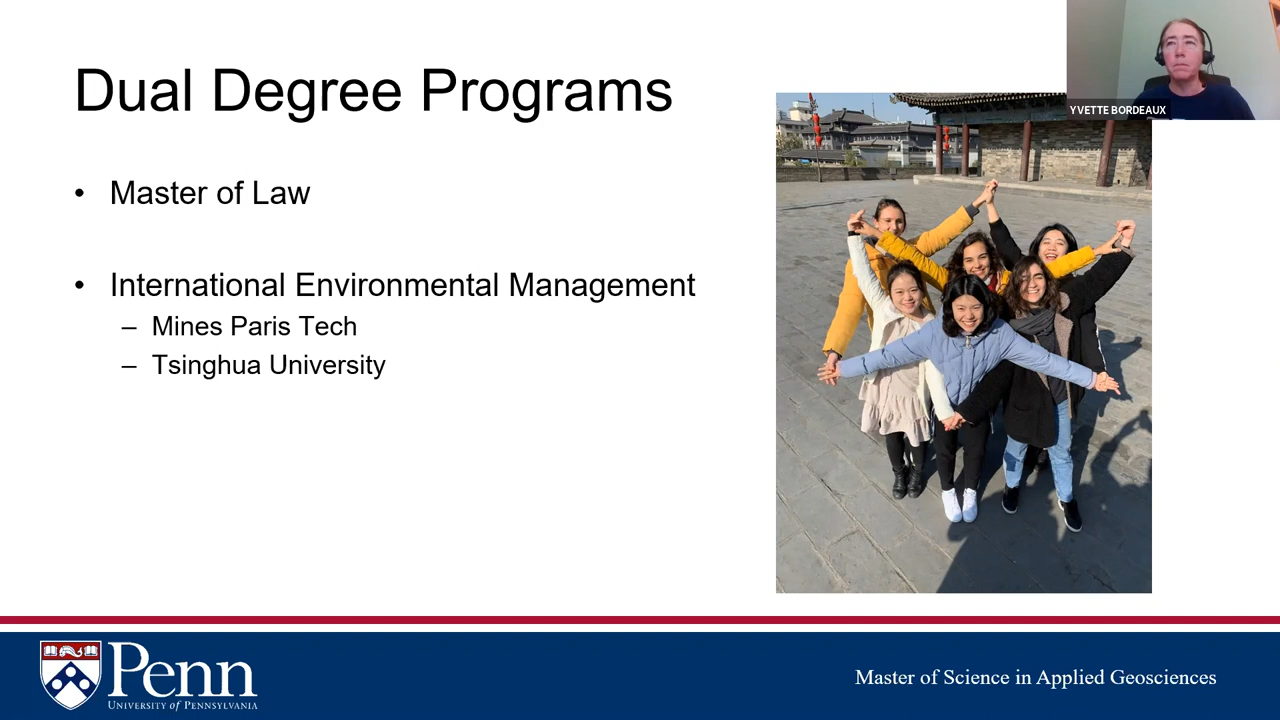 Dual Degree Programs
YVETTE BORDEAUX
• Master of Law
• International Environmental Management
– Mines Paris Tech
– Tsinghua University
Penn
UNIVERSITY of PENNSYLVANIA
Master of Science in Applied Geosciences